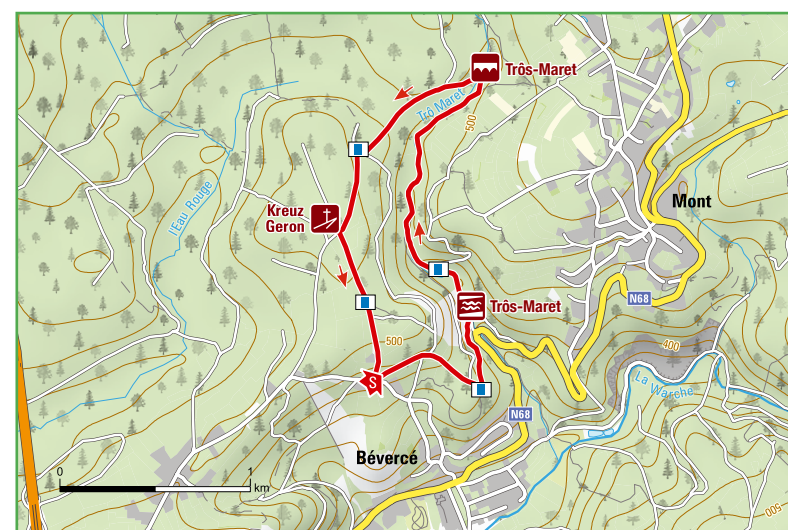 Trôs-Maret
Trô Maret
500
l'Eau Rouge
Kreuz
Geron
Mont
N68
Trôs-Maret
500
400
La Warche
S
N68
Bévercé
0
1
km
500